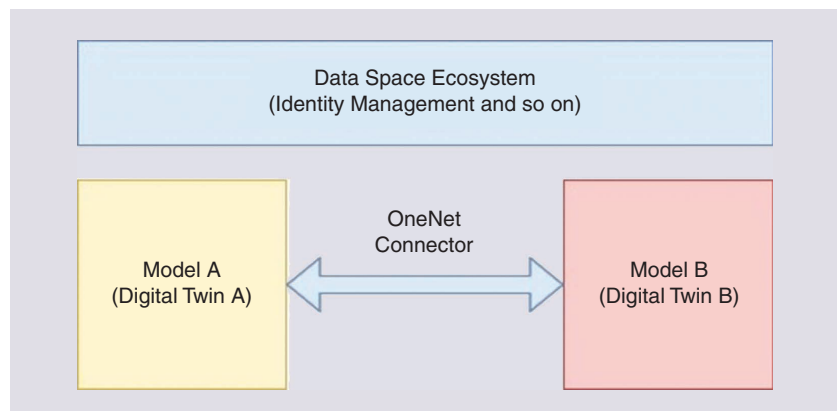 Data Space Ecosystem
(Identity Management and so on)
OneNet
Connector
Model A
(Digital Twin A)
Model B
(Digital Twin B)